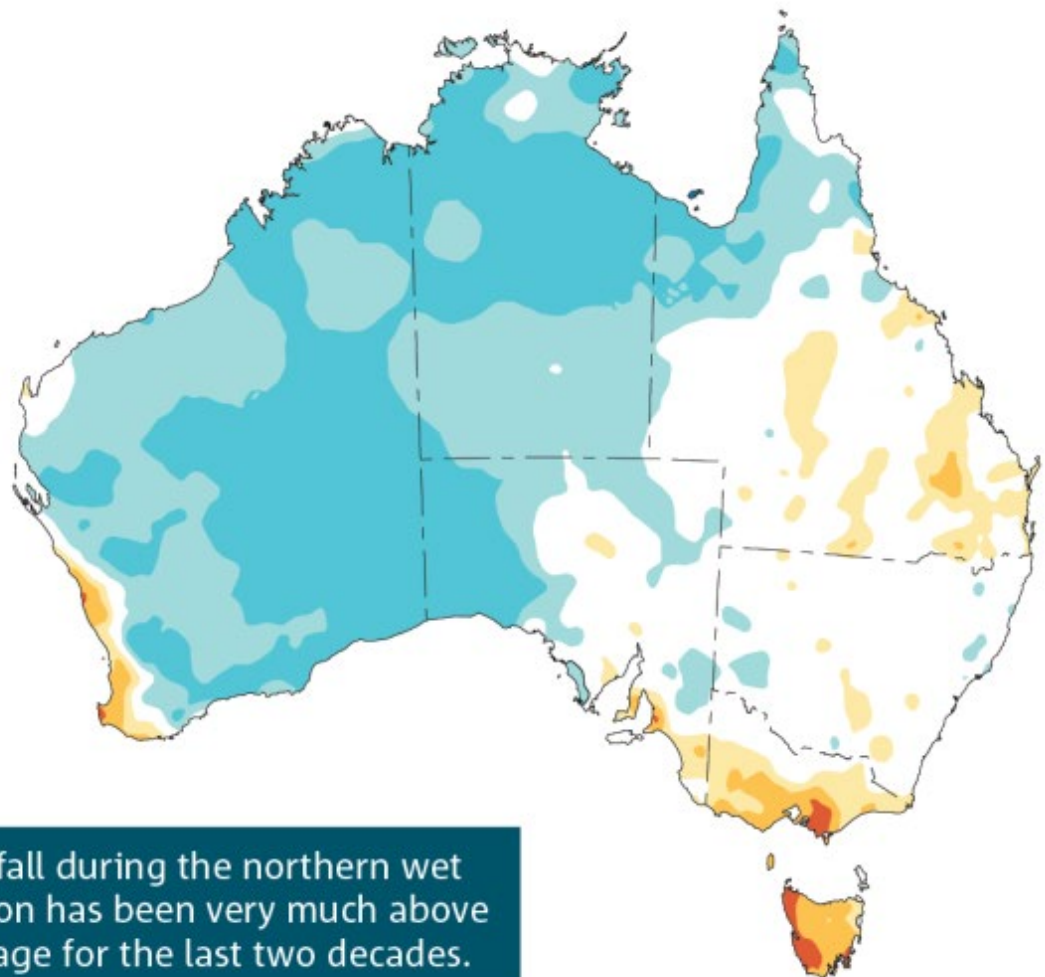 fall during the northern wet
on has been very much above
age for the last two decades.